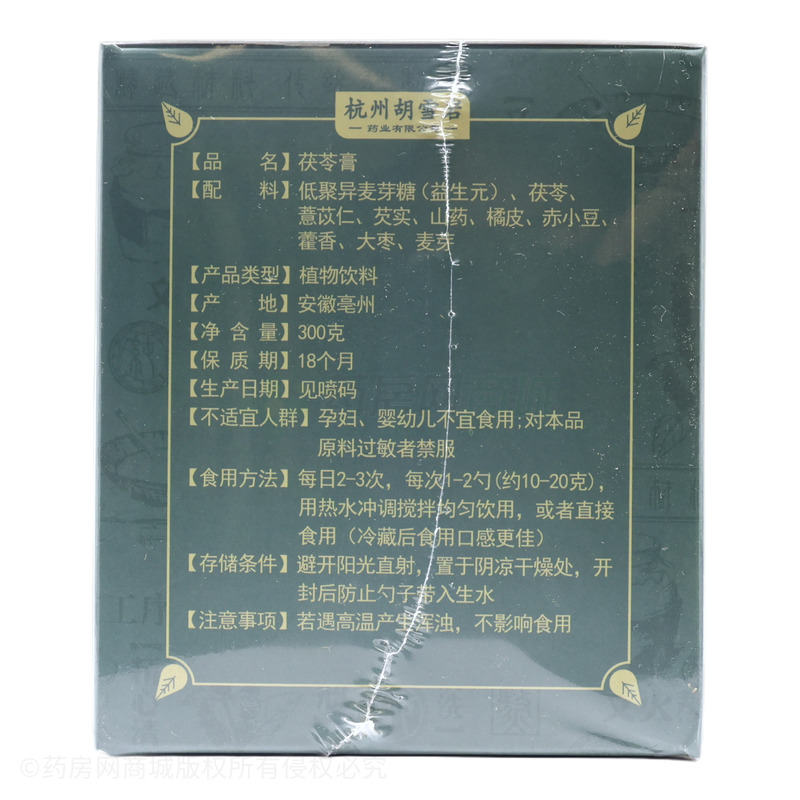 杭州胡雪岩
药业有限公司
【品 名】茯苓膏
【配 料】低聚异麦芽糖(益生元)、茯苓、
薏苡仁、芡实、山药、橘皮、赤小豆、
藿香、大枣、麦芽
【产品类型】植物饮料
【产 地】安徽亳州
【净 含 量】300克
【保 质 期】18个月
【生产日期】见喷码
【不适宜人群】孕妇、婴幼儿不宜食用;对本品
原料过敏者禁服
【食用方法】每日2-3次，每次1-2勺(约10-20克)，
用热水冲调搅拌均匀饮用，或者直接
食用(冷藏后食用口感更佳)
【存储条件】避开阳光直射，置于阴凉干燥处，开
封后防止勺子带入生水
【注意事项】若遇高温产生浑浊，不影响食用
©药房网商城版权所有侵权必究